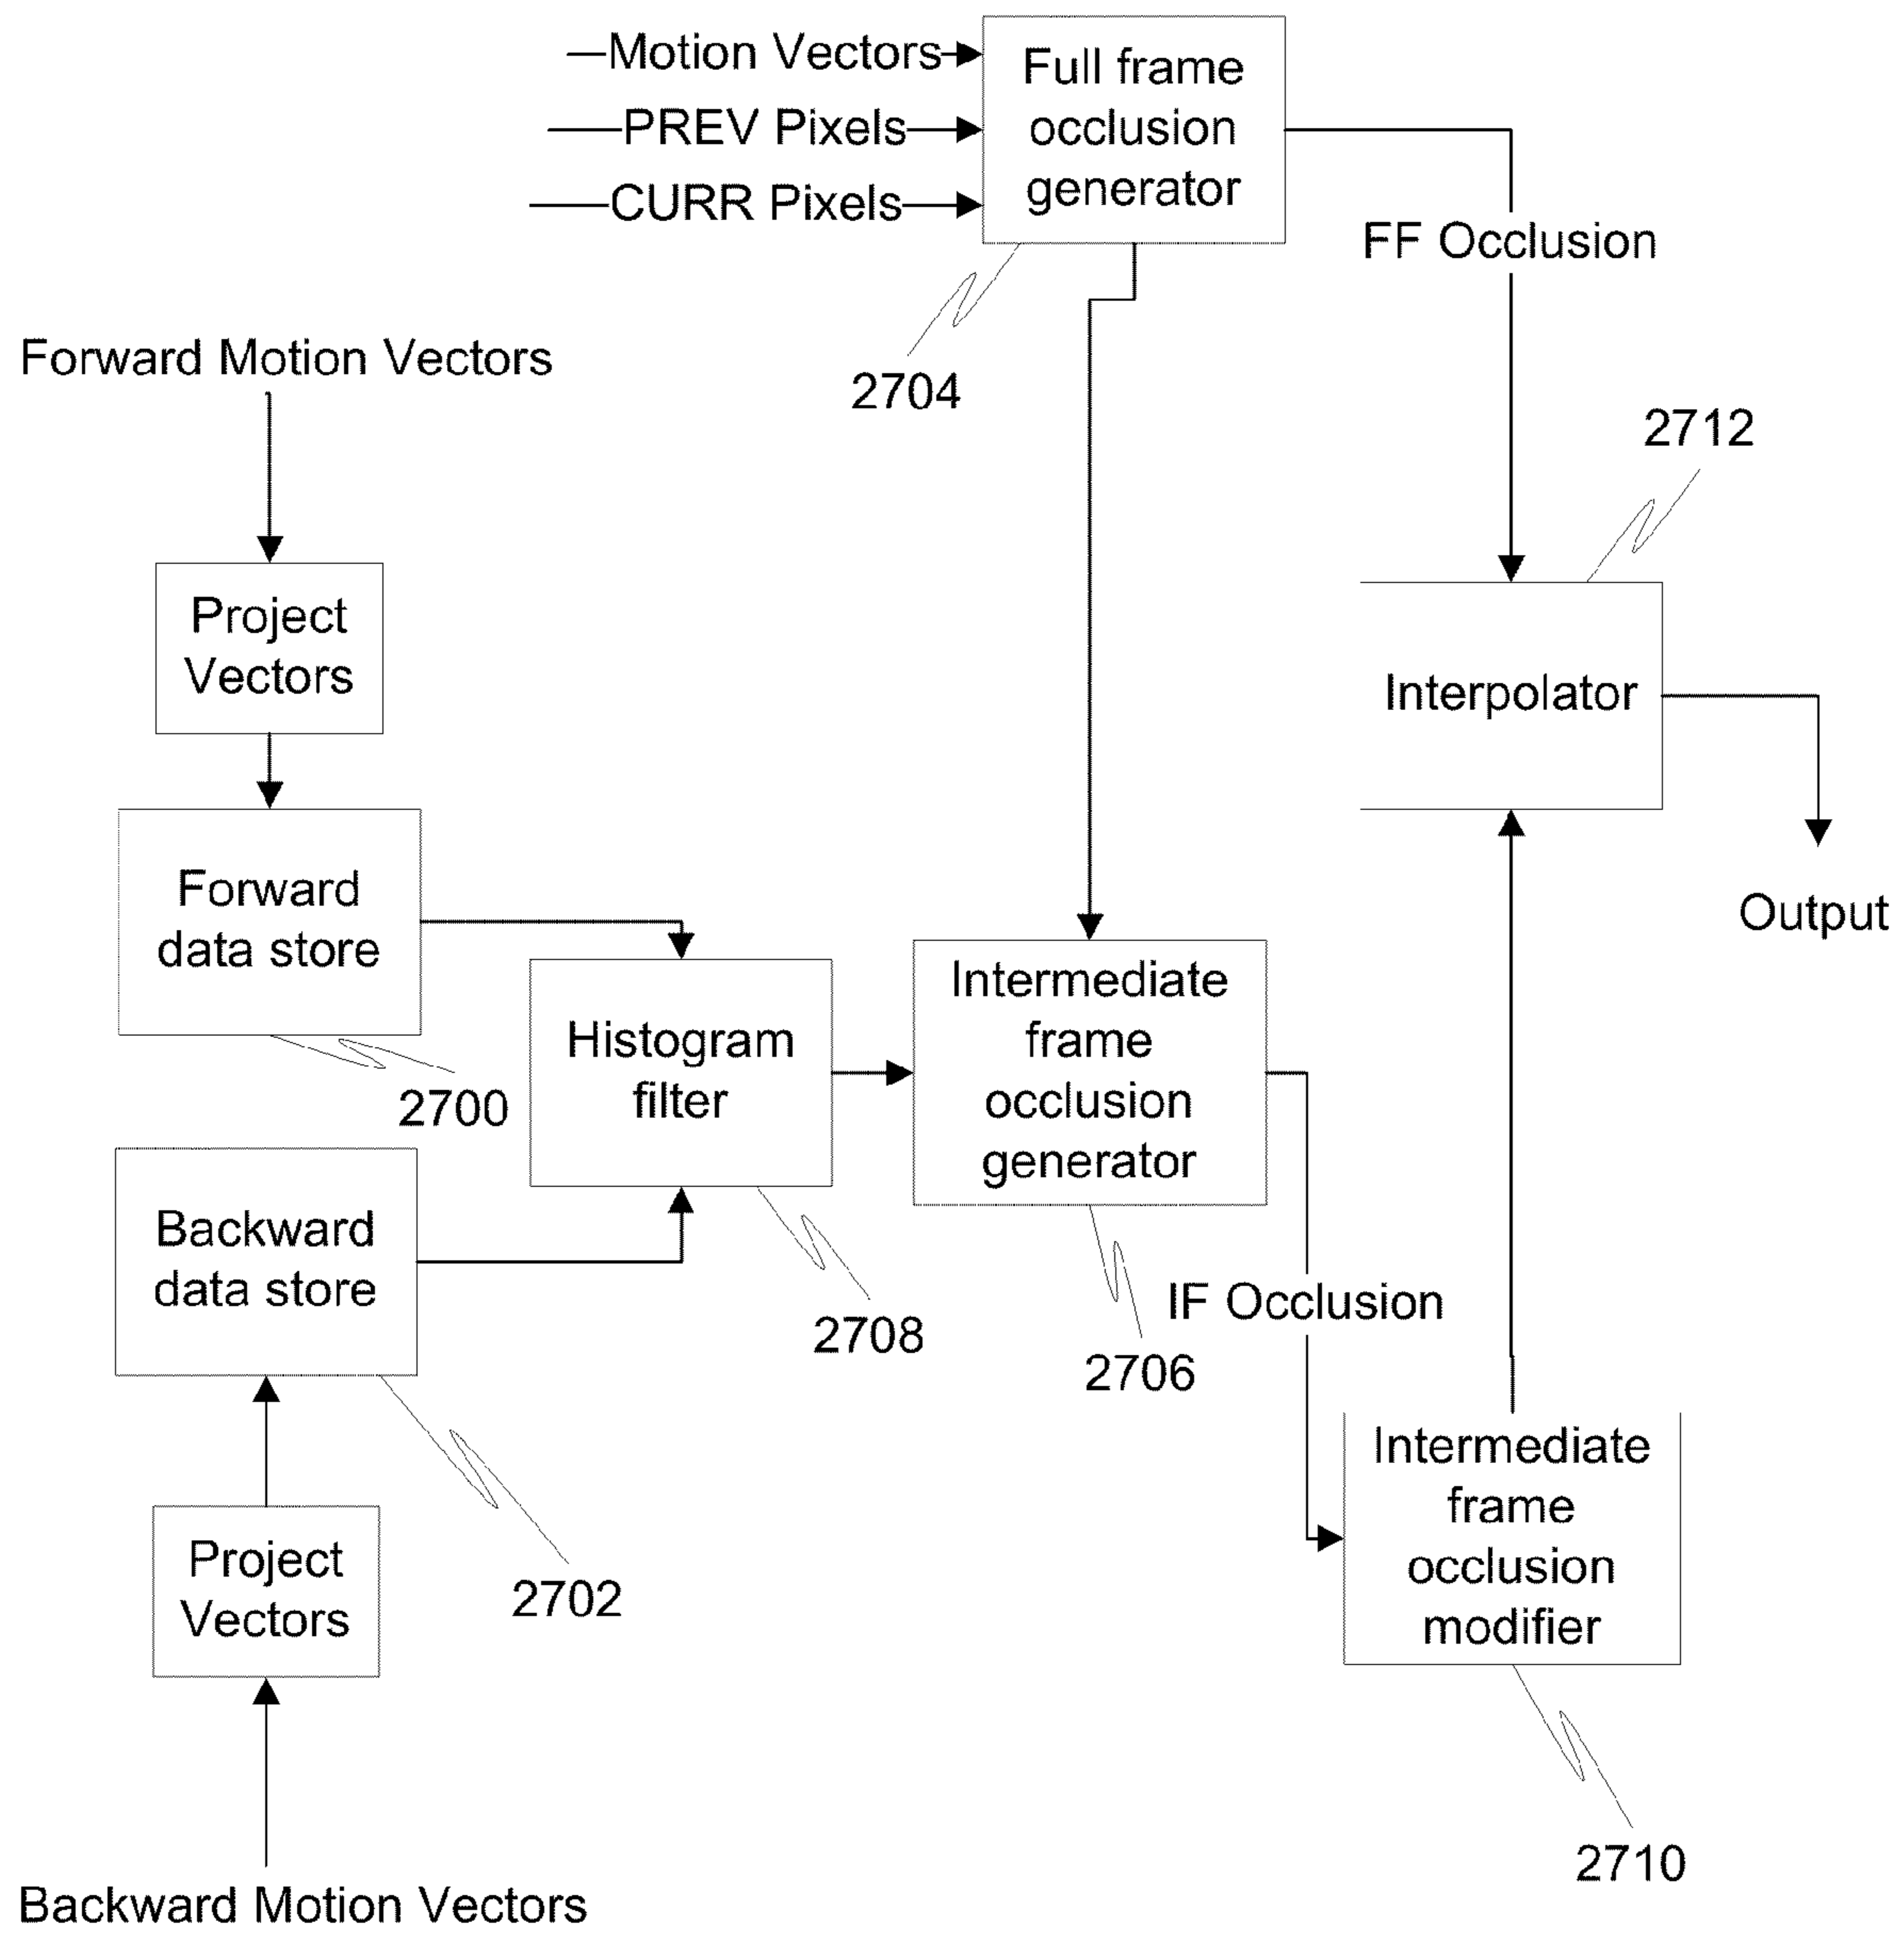 Motion Vectors
PREV Pixels
CURR Pixels
Full frame
occlusion
generator
FF Occlusion
2704
Forward Motion Vectors
2712
Project
Vectors
Interpolator
Forward
data store
Output
2700
Histogram
filter
Intermediate
frame
occlusion
generator
Backward
data store
2708
IF Occlusion
2706
2702
Intermediate
frame
occlusion
modifier
Project
Vectors
2710
Backward Motion Vectors